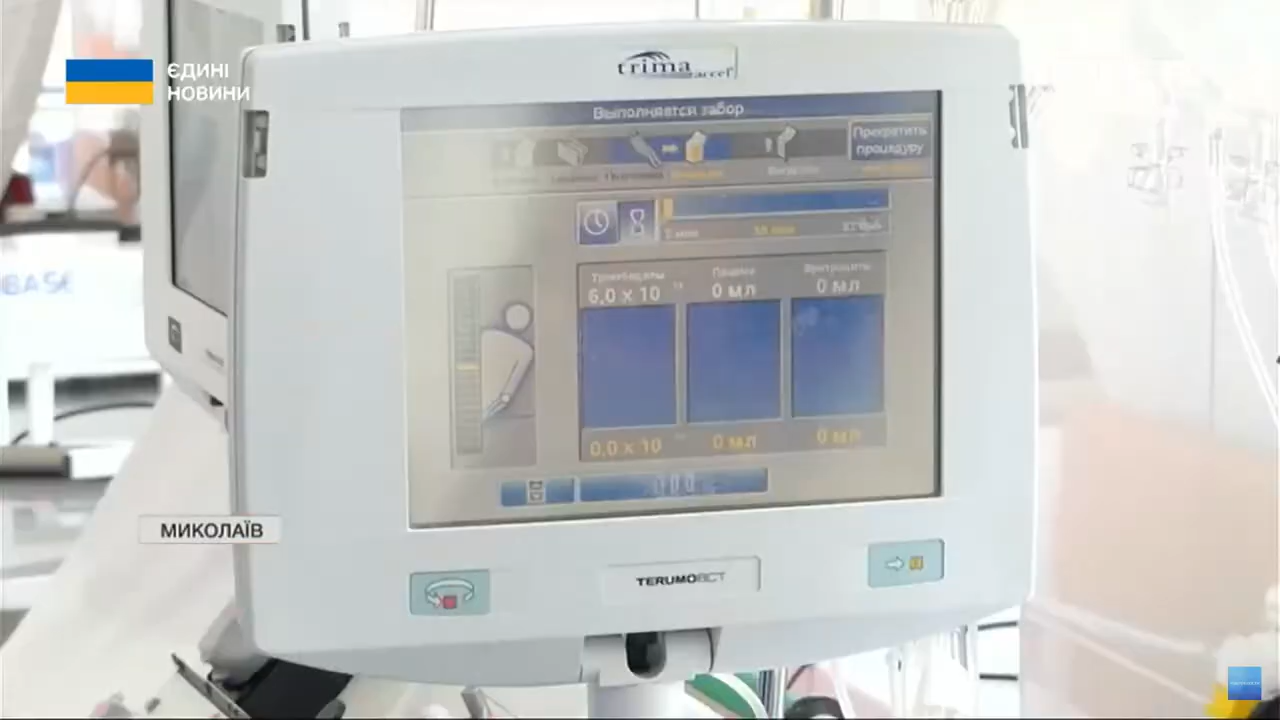 ЄДИНІ
НОВИНИ
trima
accel
Выполняется забор
Прекратить
процедуру
Тромбоциты
Плазма
Эритроциты
6,0 x 10
0 мл
0 мл
0,0 x 10
0 мл
0 мл
BASE
МИКОЛАЇВ
TERUMOBCT